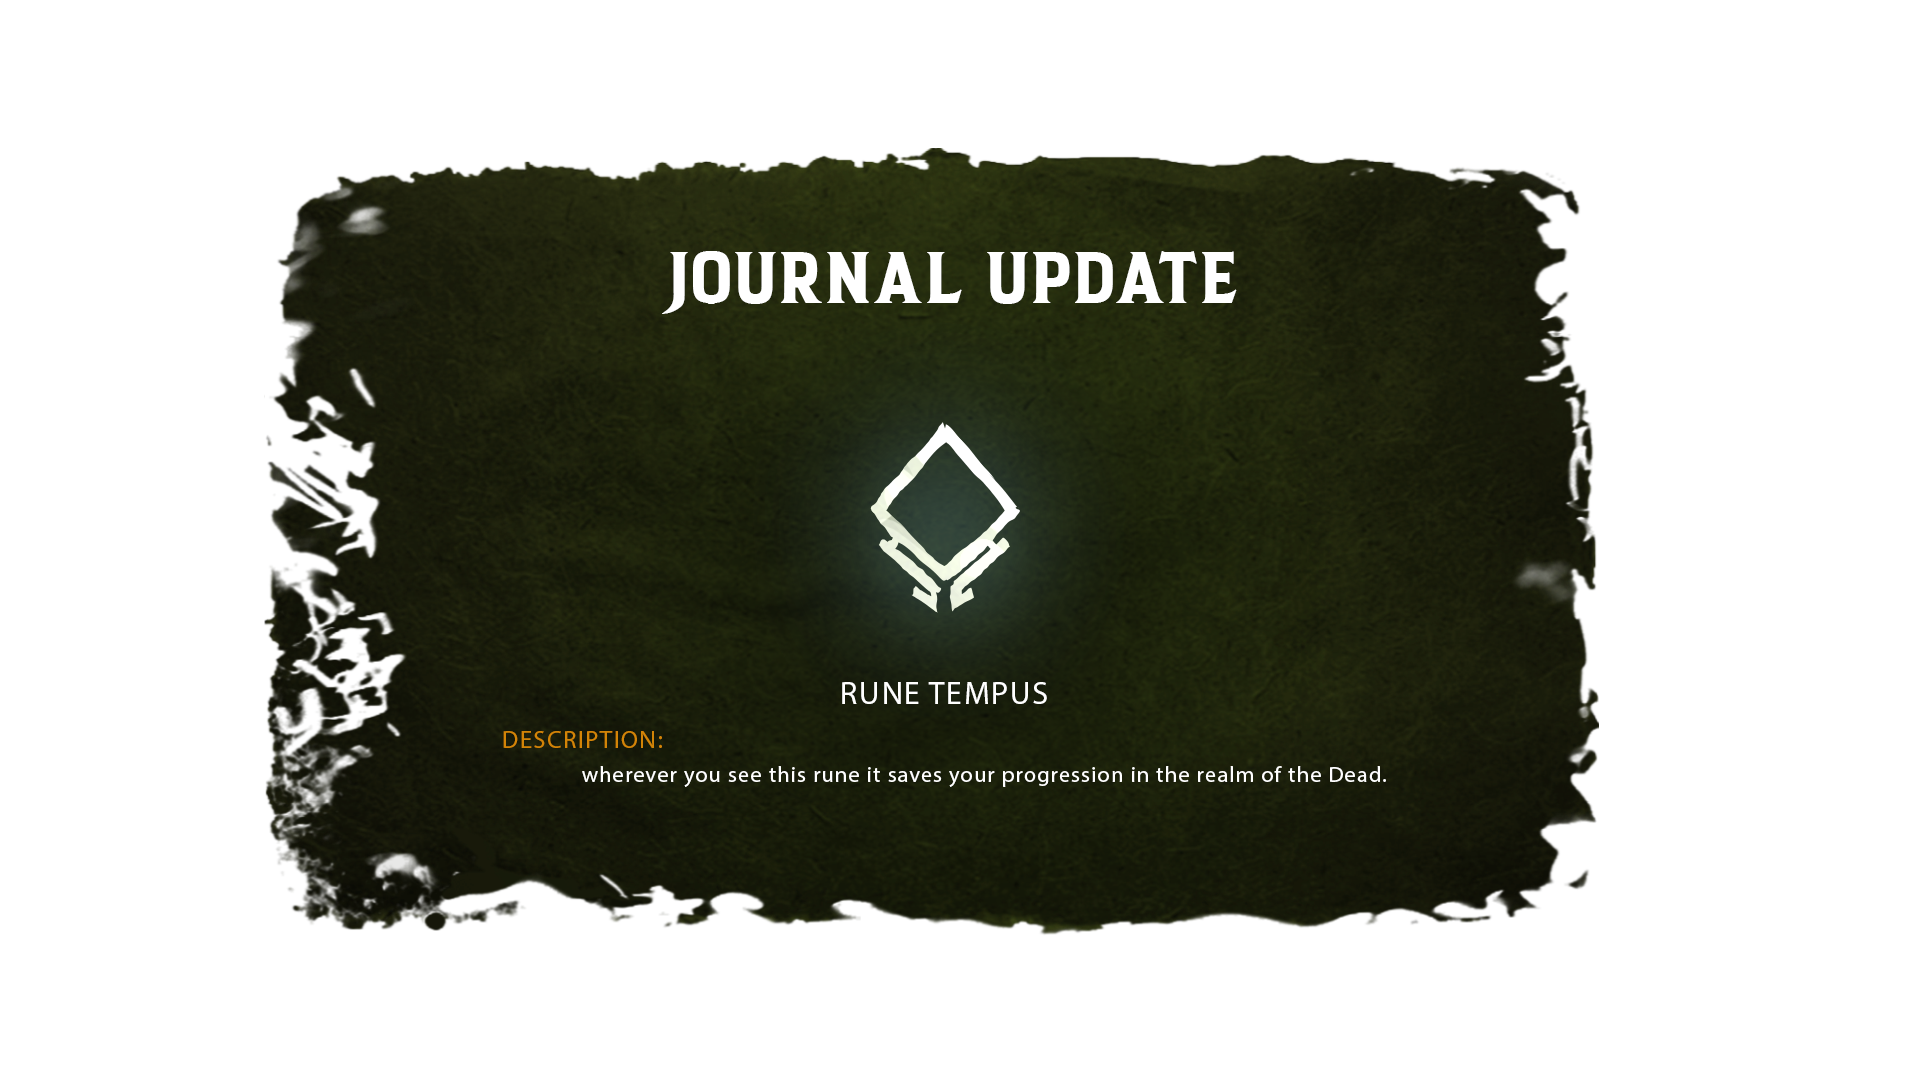 JOURNAL UPDATE
RUNE TEMPUS
DESCRIPTION:
wherever you see this rune it saves your progression in the realm of the Dead.